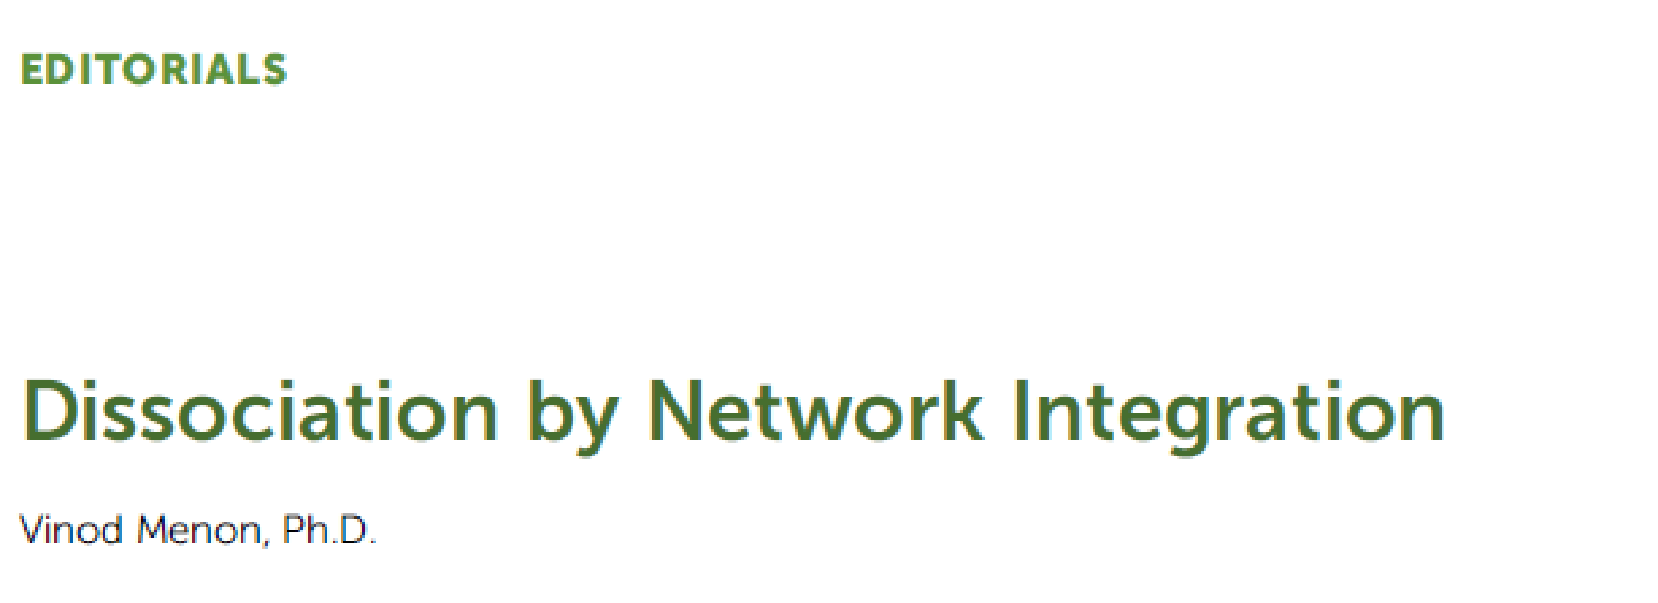 EDITORIALS
Dissociation by Network Integration
Vinod Menon, Ph.D.